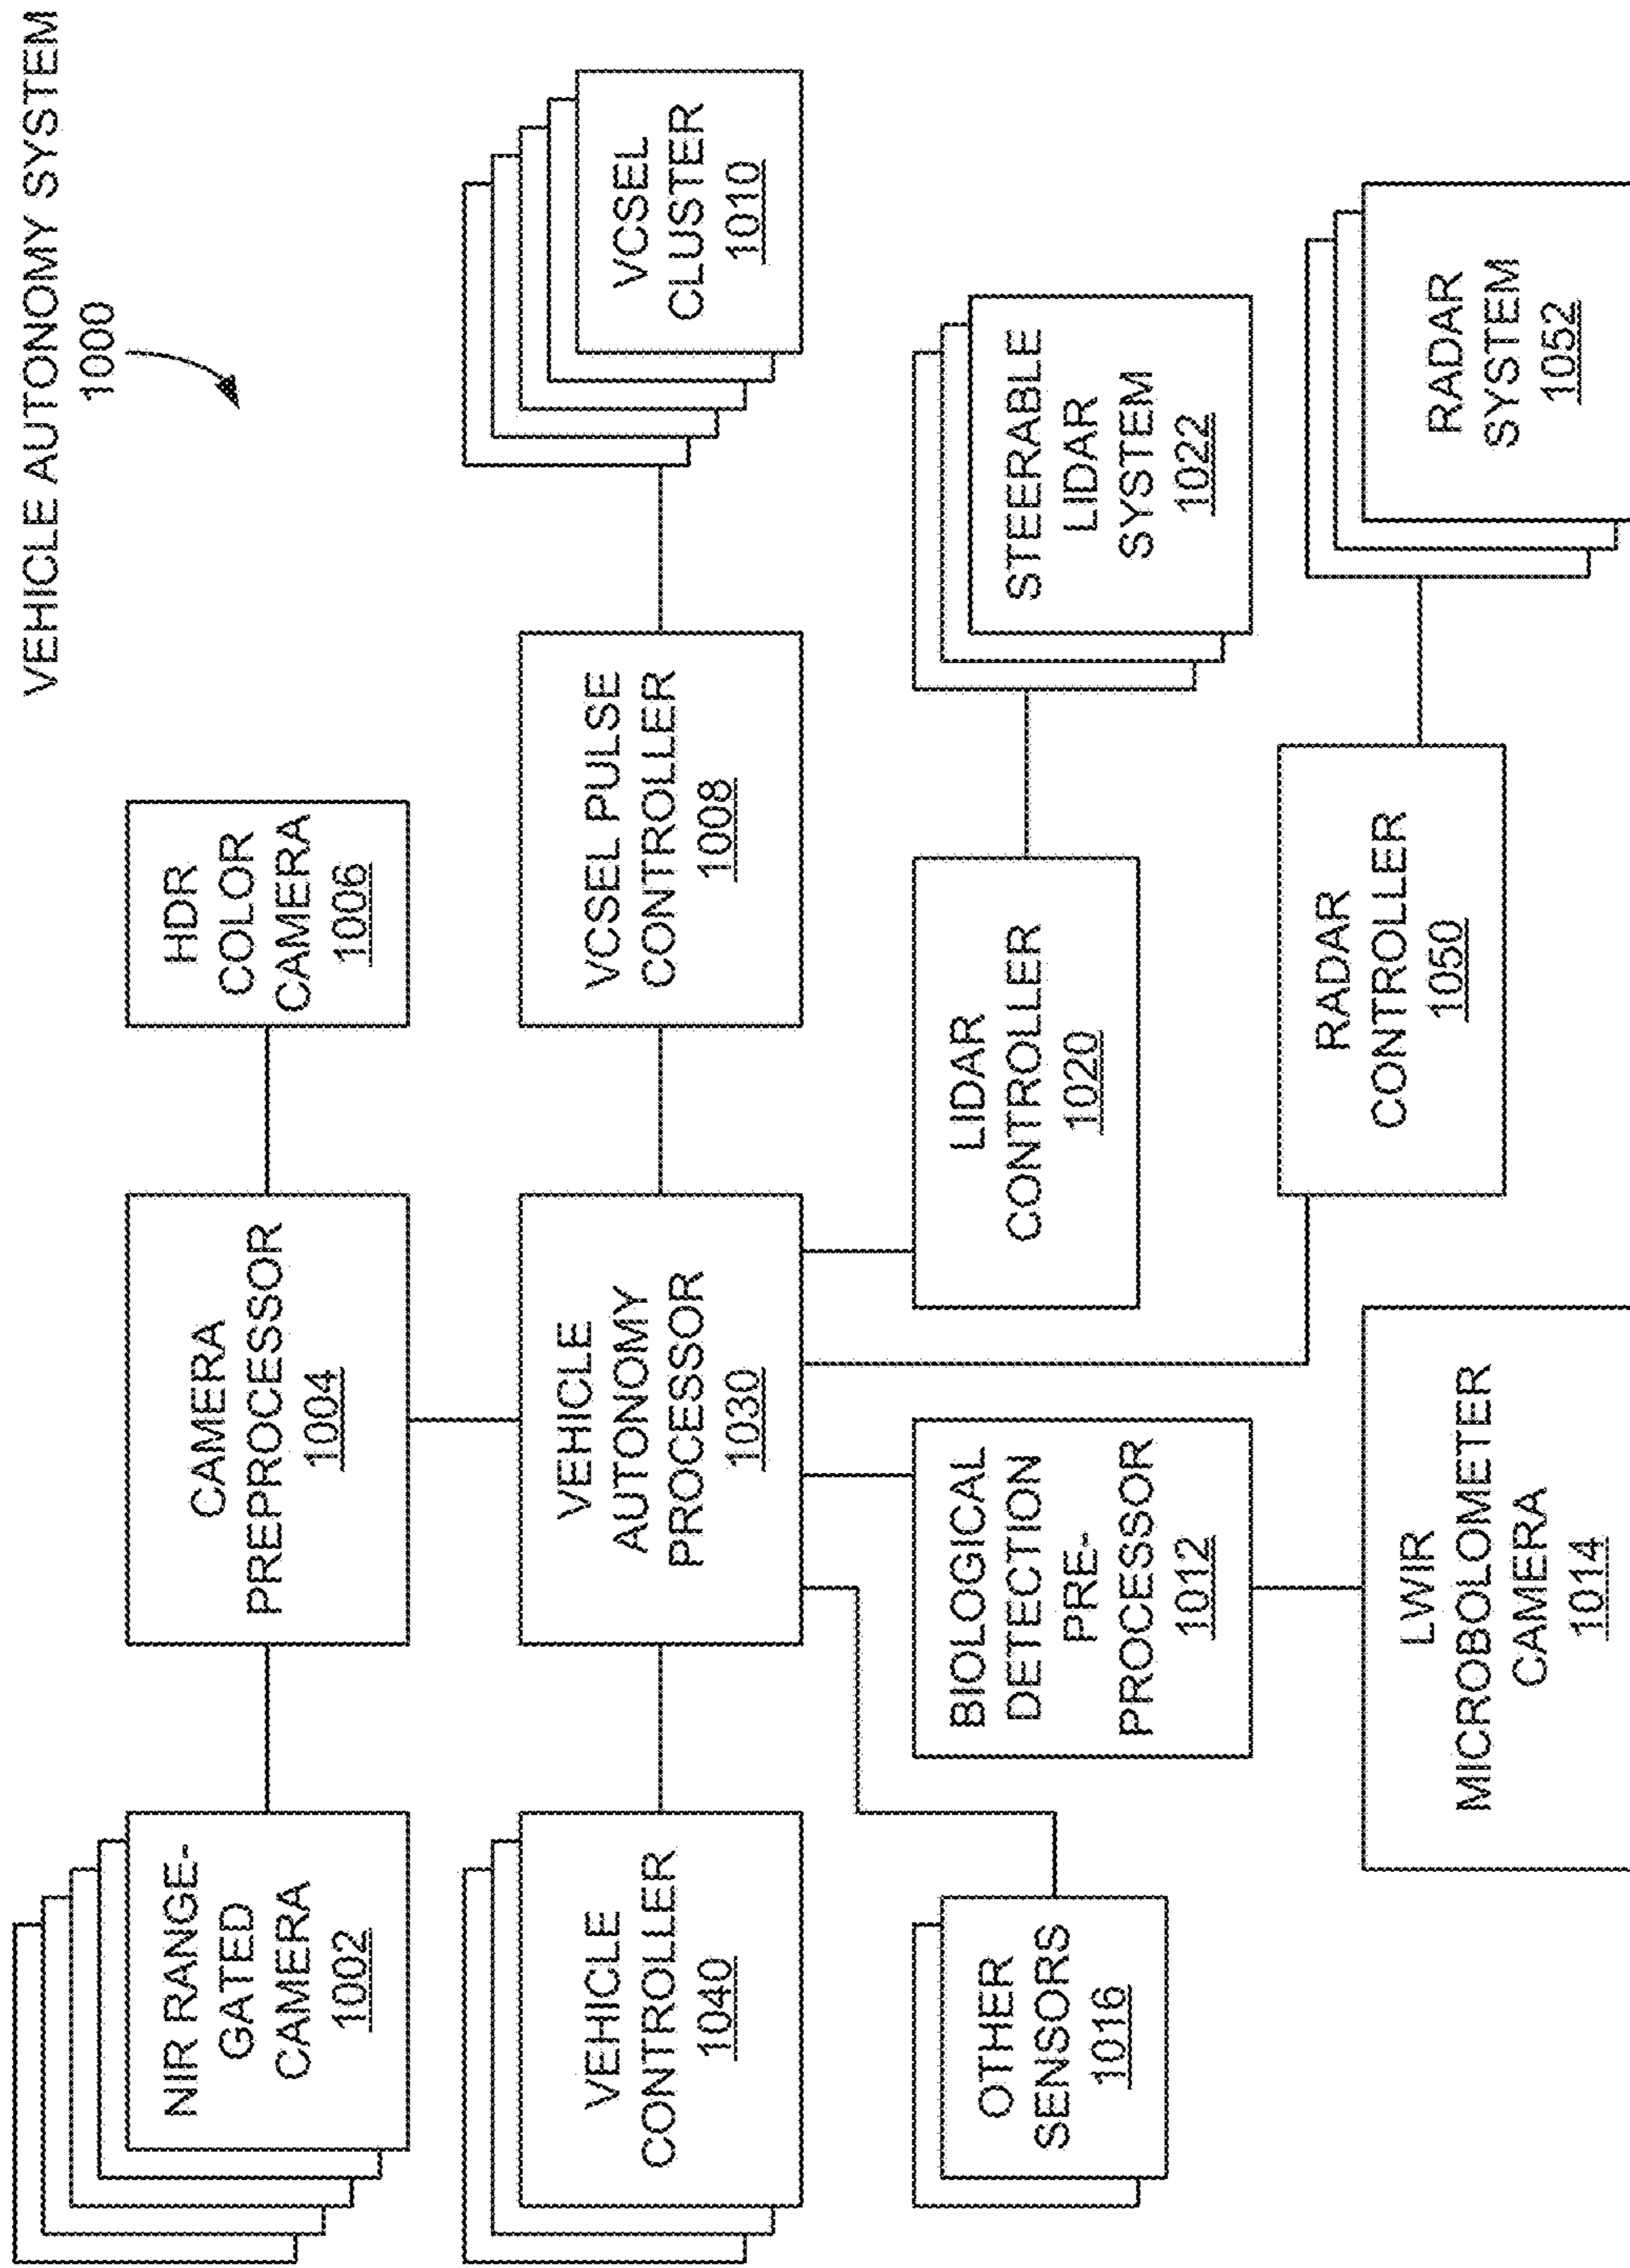 VEHICLE AUTONOMY SYSTEM
1000
NIR RANGE-
GATED
CAMERA
1002
CAMERA
PREPROCESSOR
1004
HDR
COLOR
CAMERA
1006
VEHICLE
CONTROLLER
1040
VEHICLE
AUTONOMY
PROCESSOR
1030
VCSEL PULSE
CONTROLLER
1008
VCSEL
CLUSTER
1010
OTHER
SENSORS
1016
BIOLOGICAL
DETECTION
PRE-
PROCESSOR
1012
LIDAR
CONTROLLER
1020
STEERABLE
LIDAR
SYSTEM
1022
LWIR
MICROBOLOMETER
CAMERA
1014
RADAR
CONTROLLER
1050
RADAR
SYSTEM
1052